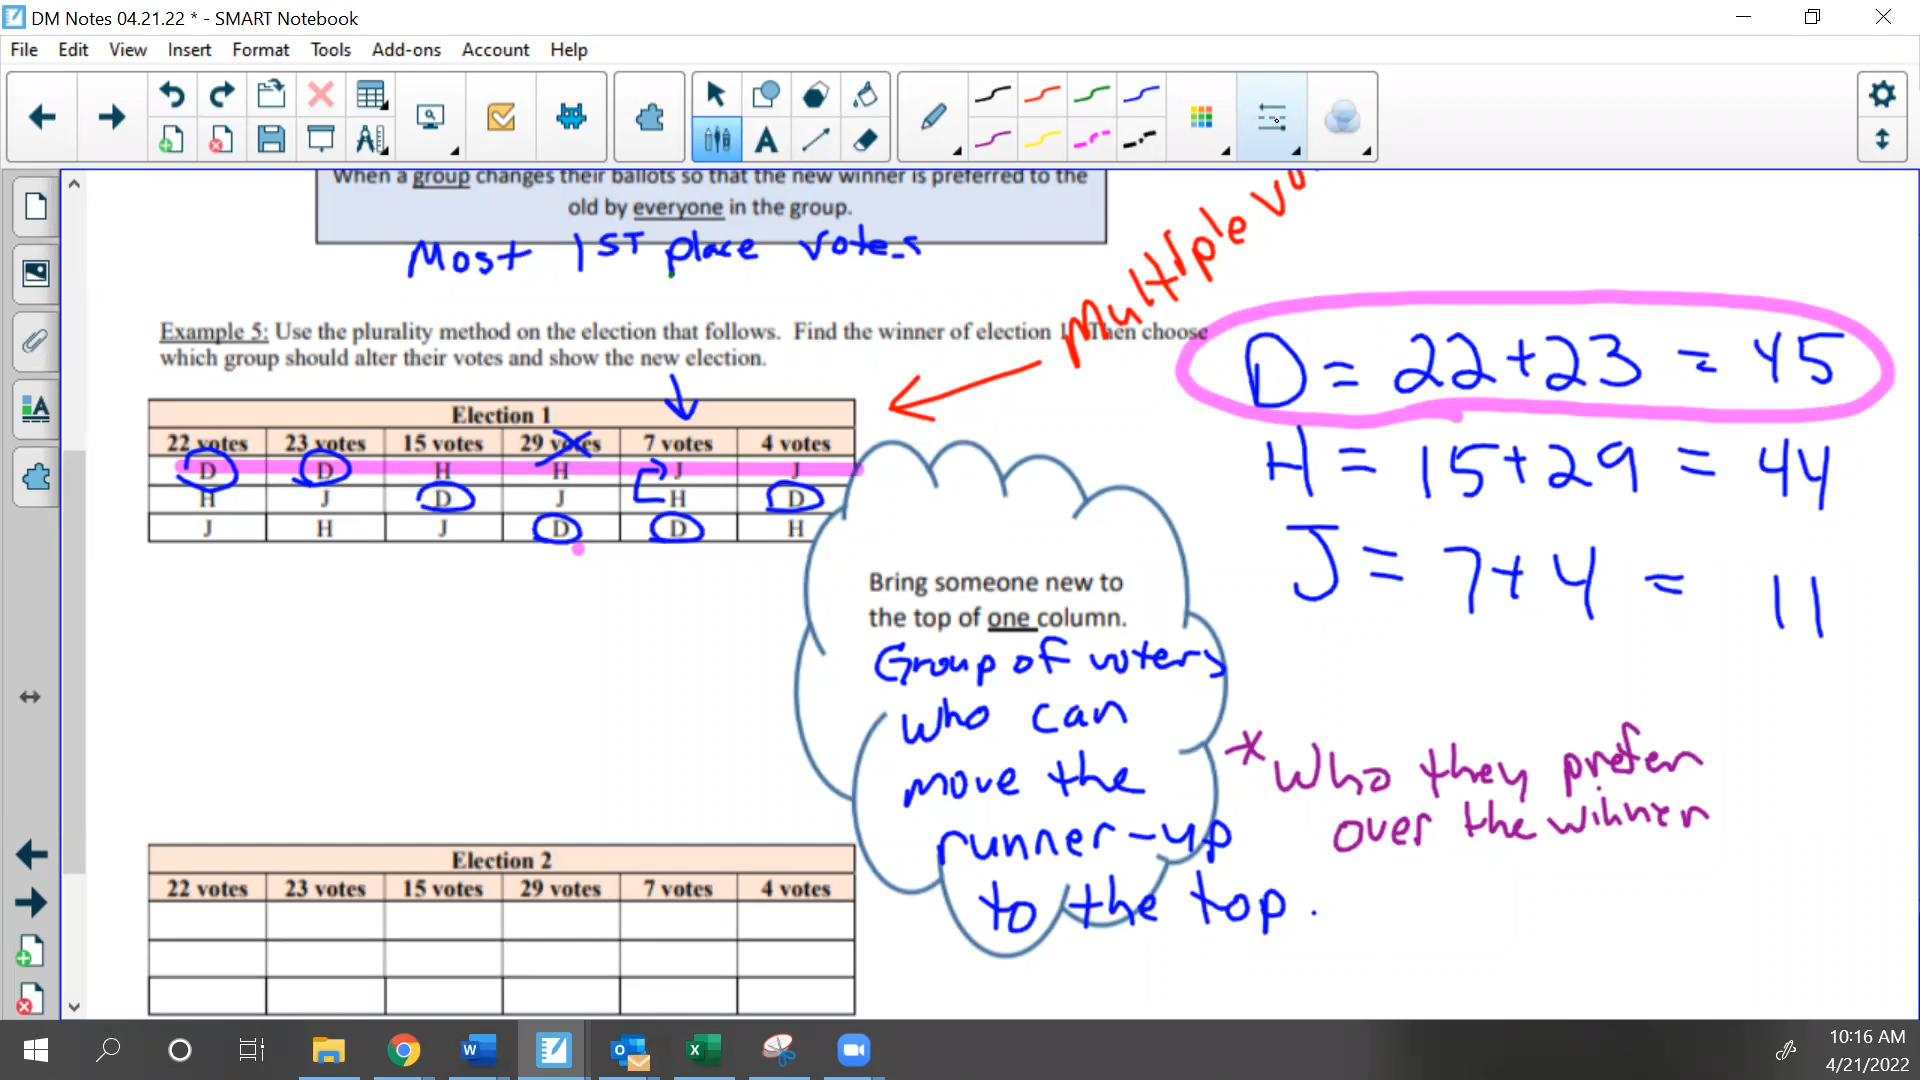 DM Notes 04.21.22 * - SMART Notebook
File Edit View Insert Format Tools Add-ons Account Help
When a group changes their ballots so that the new winner is preferred to the
old by everyone in the group.
Most 1ST place votes
Multiple
Example 5: Use the plurality method on the election that follows. Find the winner of election 1. Then choose
which group should alter their votes and show the new election.
Election 1
22 votes 23 votes 15 votes 29 votes 7 votes 4 votes
D D H H J J
H J D J H D
J H J D D H
D = 22+23 = 45
H = 15+29 = 44
J = 7+4 = 11
Bring someone new to
the top of one column.
Group of voters
who can
move the
runner-up
to the top.
* Who they prefer
over the winner
Election 2
22 votes 23 votes 15 votes 29 votes 7 votes 4 votes
10:16 AM
4/21/2022